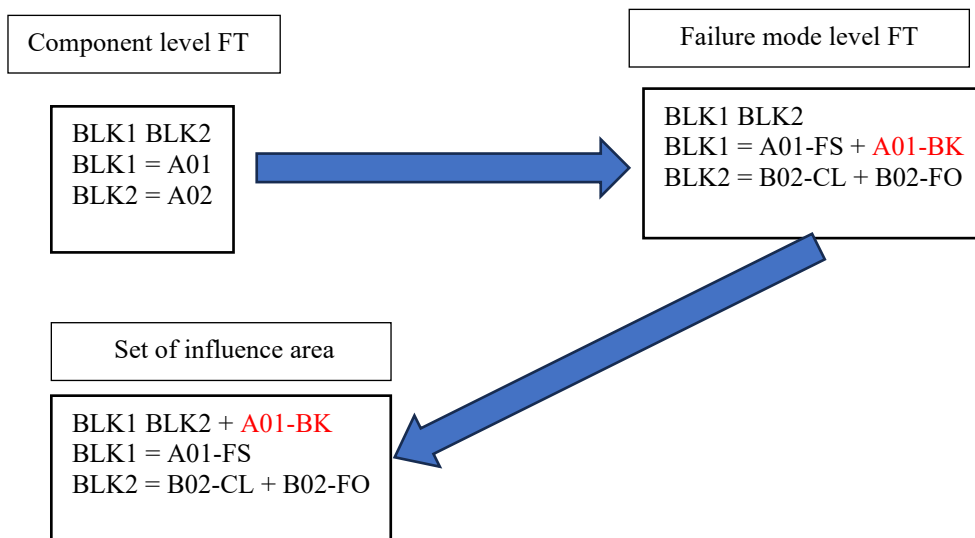 Component level FT
BLK1 BLK2
BLK1 = A01
BLK2 = A02
Failure mode level FT
BLK1 BLK2
BLK1 = A01-FS + A01-BK
BLK2 = B02-CL + B02-FO
Set of influence area
BLK1 BLK2 + A01-BK
BLK1 = A01-FS
BLK2 = B02-CL + B02-FO